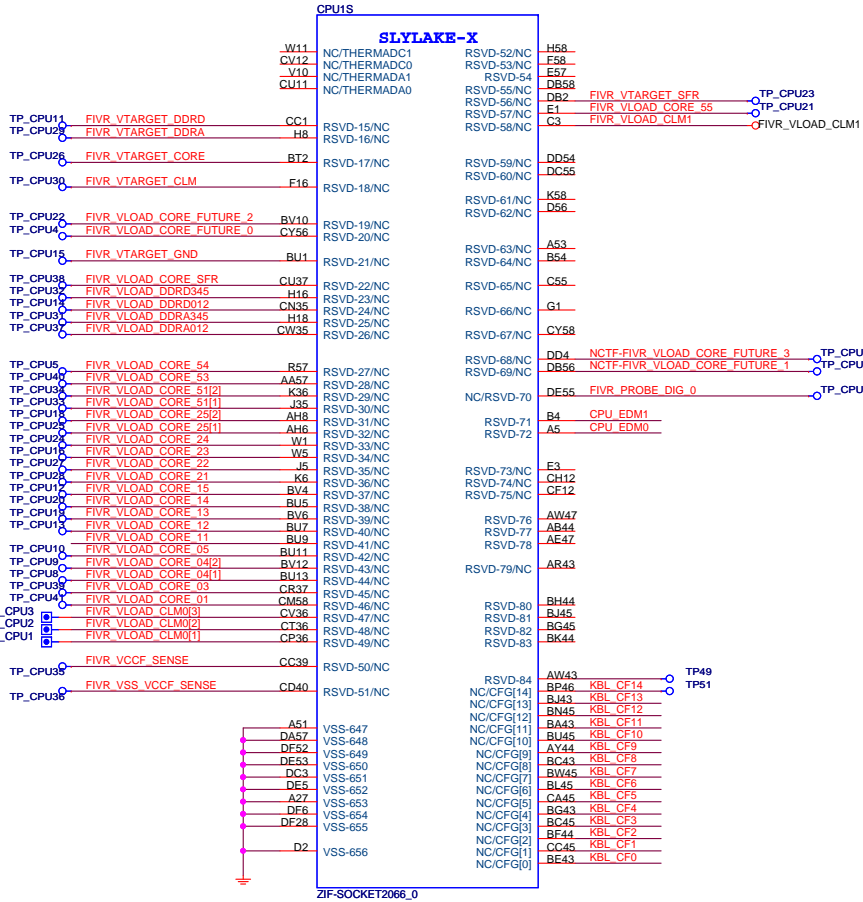 CPU1S
SLYLAKE-X
W11 NC/THERMADC1 RSVD-52/NC H58
CV12 NC/THERMADC0 RSVD-53/NC F58
V10 NC/THERMADA1 RSVD-54 E57
CU11 NC/THERMADA0 RSVD-55/NC DB58
RSVD-56/NC DB2 FIVR_VTARGET_SFR TP_CPU23
RSVD-57/NC E1 FIVR_VLOAD_CORE_55 TP_CPU21
TP_CPU11 FIVR_VTARGET_DDRD CC1 RSVD-15/NC RSVD-58/NC C3 FIVR_VLOAD_CLM1 FIVR_VLOAD_CLM1
TP_CPU29 FIVR_VTARGET_DDRA H8 RSVD-16/NC
TP_CPU26 FIVR_VTARGET_CORE BT2 RSVD-17/NC RSVD-59/NC DD54
RSVD-60/NC DC55
TP_CPU30 FIVR_VTARGET_CLM F16 RSVD-18/NC
RSVD-61/NC K58
RSVD-62/NC D56
TP_CPU22 FIVR_VLOAD_CORE_FUTURE_2 BV10 RSVD-19/NC
TP_CPU4 FIVR_VLOAD_CORE_FUTURE_0 CY56 RSVD-20/NC
RSVD-63/NC A53
TP_CPU15 FIVR_VTARGET_GND BU1 RSVD-21/NC RSVD-64/NC B54
TP_CPU38 FIVR_VLOAD_CORE_SFR CU37 RSVD-22/NC RSVD-65/NC C55
TP_CPU32 FIVR_VLOAD_DDRD345 H16 RSVD-23/NC
TP_CPU14 FIVR_VLOAD_DDRD012 CN35 RSVD-24/NC RSVD-66/NC G1
TP_CPU31 FIVR_VLOAD_DDRA345 H18 RSVD-25/NC
TP_CPU37 FIVR_VLOAD_DDRA012 CW35 RSVD-26/NC RSVD-67/NC CY58
RSVD-68/NC DD4 NCTF-FIVR_VLOAD_CORE_FUTURE_3 TP_CPU
TP_CPU5 FIVR_VLOAD_CORE_54 R57 RSVD-27/NC RSVD-69/NC DB56 NCTF-FIVR_VLOAD_CORE_FUTURE_1 TP_CPU
TP_CPU40 FIVR_VLOAD_CORE_53 AA57 RSVD-28/NC
TP_CPU34 FIVR_VLOAD_CORE_51[2] K36 RSVD-29/NC NC/RSVD-70 DE55 FIVR_PROBE_DIG_0 TP_CPU
TP_CPU33 FIVR_VLOAD_CORE_51[1] J35 RSVD-30/NC
TP_CPU18 FIVR_VLOAD_CORE_25[2] AH8 RSVD-31/NC RSVD-71 B4 CPU_EDM1
TP_CPU25 FIVR_VLOAD_CORE_25[1] AH6 RSVD-32/NC RSVD-72 A5 CPU_EDM0
TP_CPU24 FIVR_VLOAD_CORE_24 W1 RSVD-33/NC
TP_CPU16 FIVR_VLOAD_CORE_23 W5 RSVD-34/NC
TP_CPU27 FIVR_VLOAD_CORE_22 J5 RSVD-35/NC RSVD-73/NC E3
TP_CPU28 FIVR_VLOAD_CORE_21 K6 RSVD-36/NC RSVD-74/NC CH12
TP_CPU12 FIVR_VLOAD_CORE_15 BV4 RSVD-37/NC RSVD-75/NC CF12
TP_CPU20 FIVR_VLOAD_CORE_14 BU5 RSVD-38/NC
TP_CPU19 FIVR_VLOAD_CORE_13 BV6 RSVD-39/NC RSVD-76 AW47
TP_CPU13 FIVR_VLOAD_CORE_12 BU7 RSVD-40/NC RSVD-77 AB44
FIVR_VLOAD_CORE_11 BU9 RSVD-41/NC RSVD-78 AE47
TP_CPU10 FIVR_VLOAD_CORE_05 BU11 RSVD-42/NC
TP_CPU9 FIVR_VLOAD_CORE_04[2] BV12 RSVD-43/NC RSVD-79/NC AR43
TP_CPU8 FIVR_VLOAD_CORE_04[1] BU13 RSVD-44/NC
TP_CPU39 FIVR_VLOAD_CORE_03 CR37 RSVD-45/NC
TP_CPU41 FIVR_VLOAD_CORE_01 CM58 RSVD-46/NC RSVD-80 BH44
_CPU3 FIVR_VLOAD_CLM0[3] CV36 RSVD-47/NC RSVD-81 BJ45
_CPU2 FIVR_VLOAD_CLM0[2] CT36 RSVD-48/NC RSVD-82 BG45
_CPU1 FIVR_VLOAD_CLM0[1] CP36 RSVD-49/NC RSVD-83 BK44
TP_CPU35 FIVR_VCCF_SENSE CC39 RSVD-50/NC
RSVD-84 AW43 TP49
TP_CPU36 FIVR_VSS_VCCF_SENSE CD40 RSVD-51/NC NC/CFG[14] BP46 KBL_CF14 TP51
NC/CFG[13] BJ43 KBL_CF13
NC/CFG[12] BN45 KBL_CF12
A51 VSS-647 NC/CFG[11] BA43 KBL_CF11
DA57 VSS-648 NC/CFG[10] BU45 KBL_CF10
DF52 VSS-649 NC/CFG[9] AY44 KBL_CF9
DE53 VSS-650 NC/CFG[8] BC43 KBL_CF8
DC3 VSS-651 NC/CFG[7] BW45 KBL_CF7
DE5 VSS-652 NC/CFG[6] BL45 KBL_CF6
A27 VSS-653 NC/CFG[5] CA45 KBL_CF5
DF6 VSS-654 NC/CFG[4] BG43 KBL_CF4
DF28 VSS-655 NC/CFG[3] BC45 KBL_CF3
NC/CFG[2] BF44 KBL_CF2
D2 VSS-656 NC/CFG[1] CC45 KBL_CF1
NC/CFG[0] BE43 KBL_CF0
ZIF-SOCKET2066_0